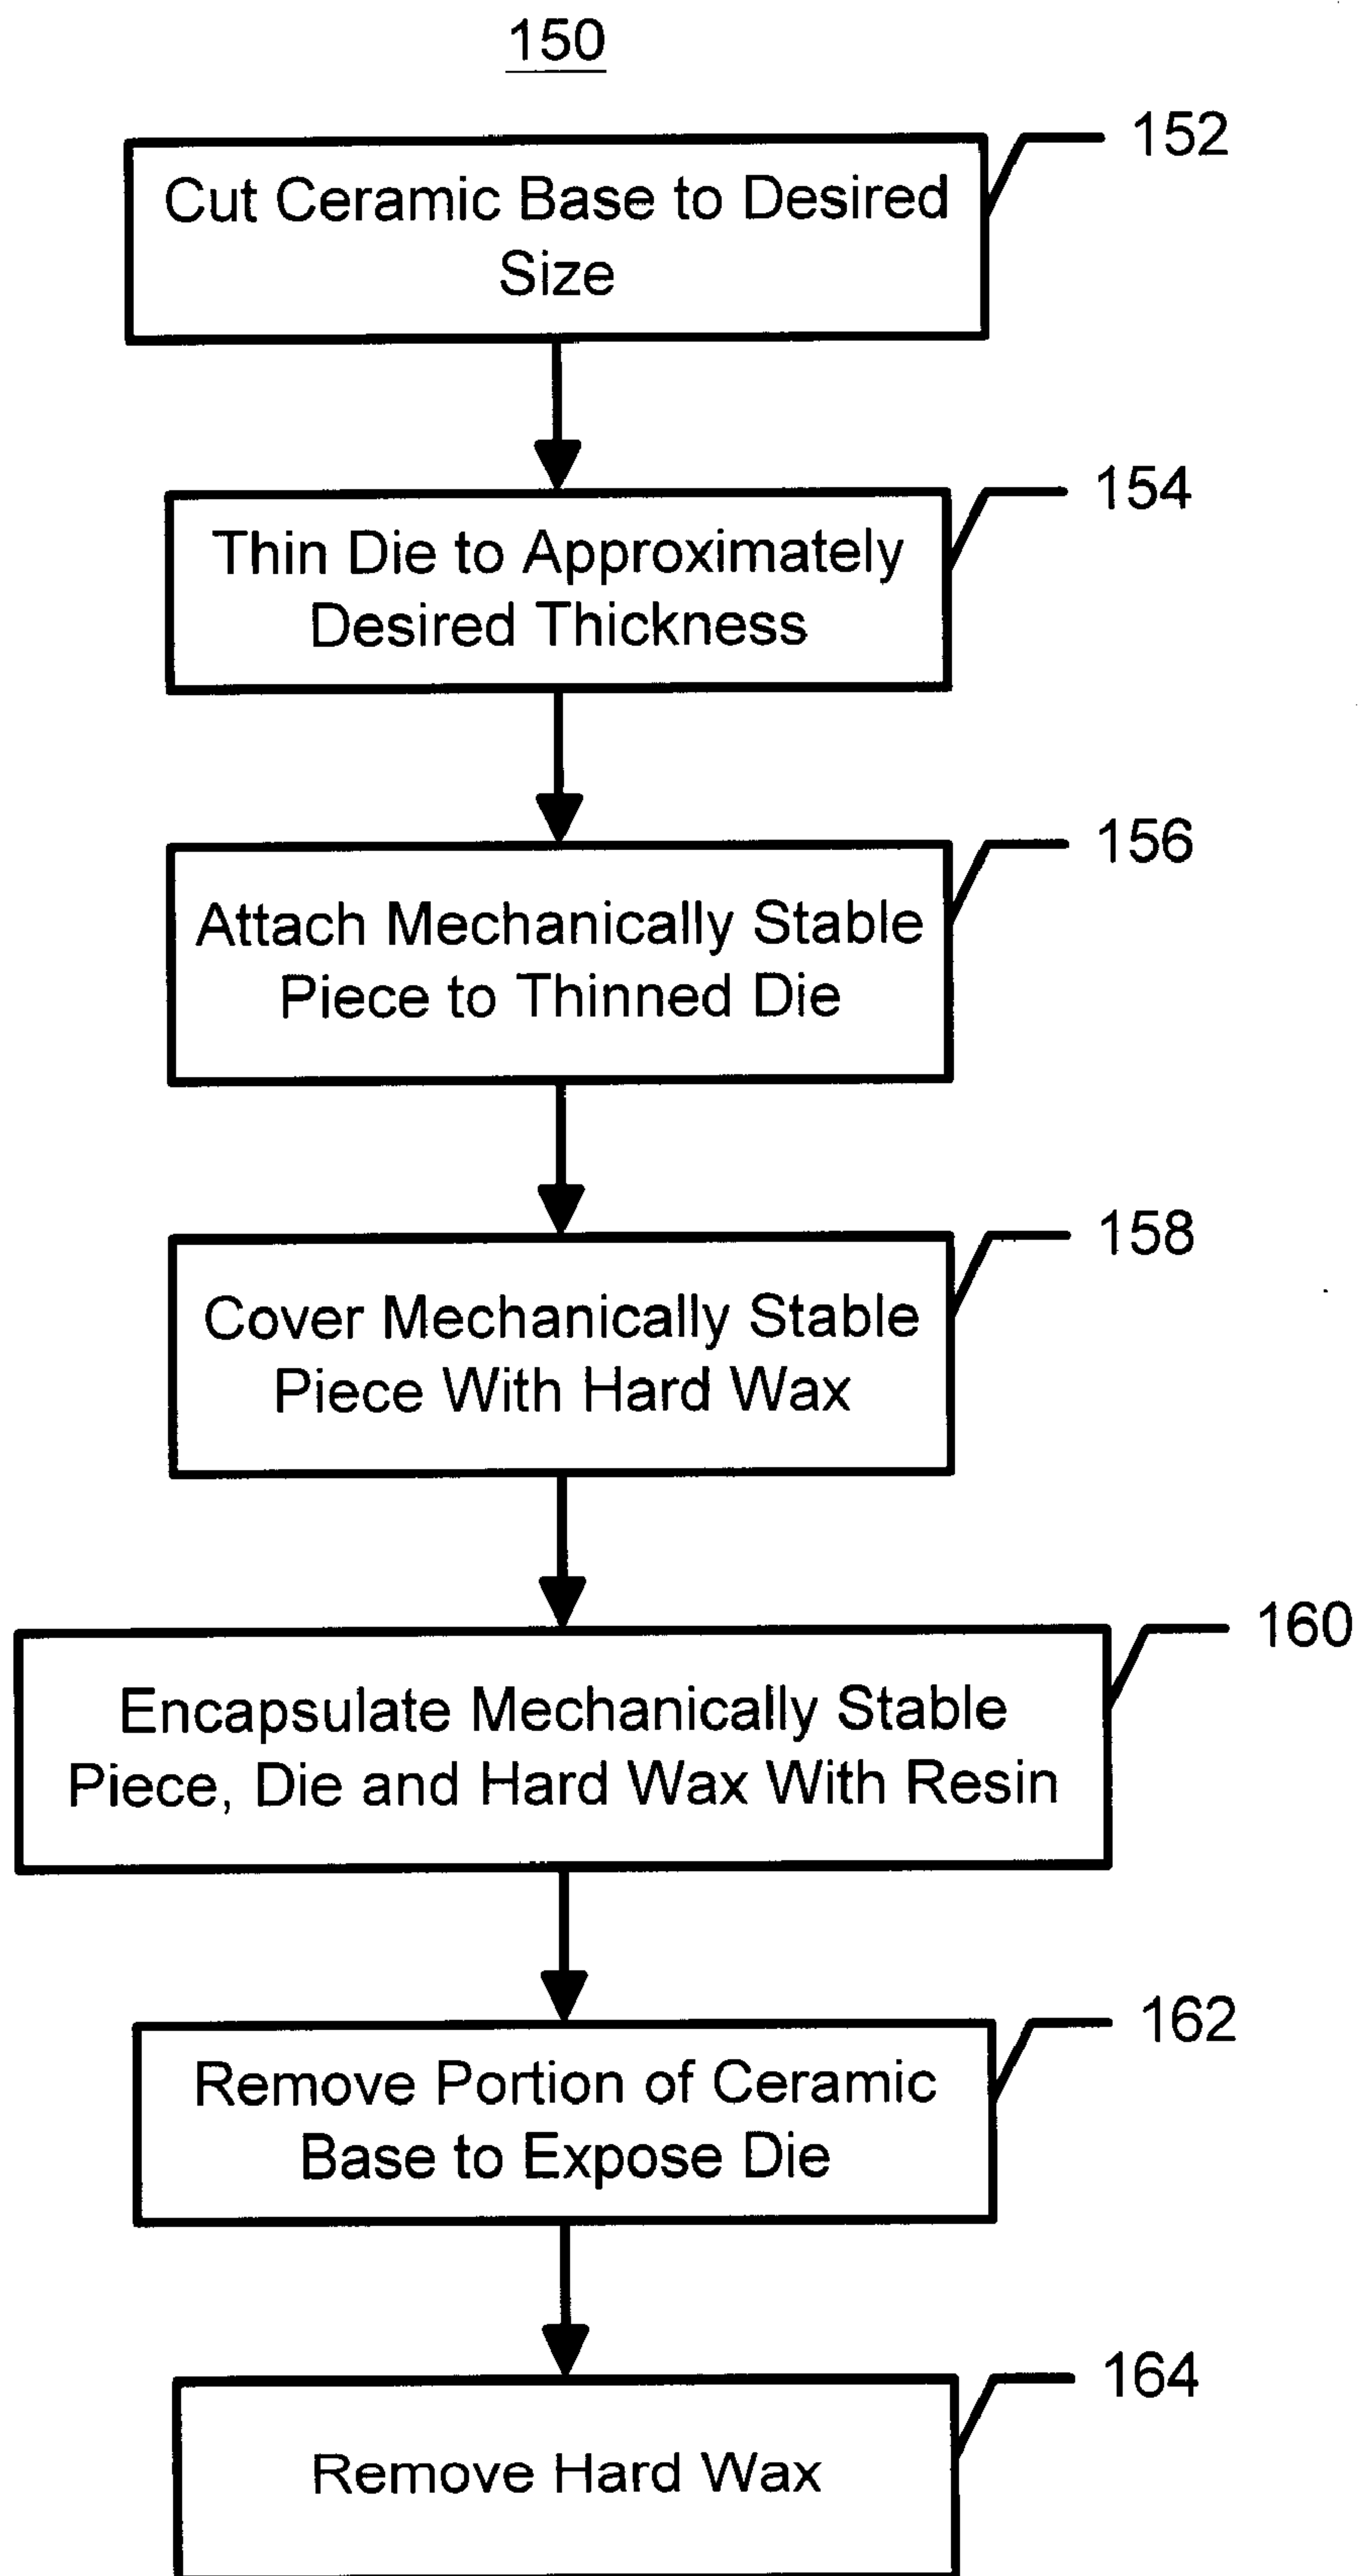 150
152
Cut Ceramic Base to Desired
Size
154
Thin Die to Approximately
Desired Thickness
156
Attach Mechanically Stable
Piece to Thinned Die
158
Cover Mechanically Stable
Piece With Hard Wax
160
Encapsulate Mechanically Stable
Piece, Die and Hard Wax With Resin
162
Remove Portion of Ceramic
Base to Expose Die
164
Remove Hard Wax